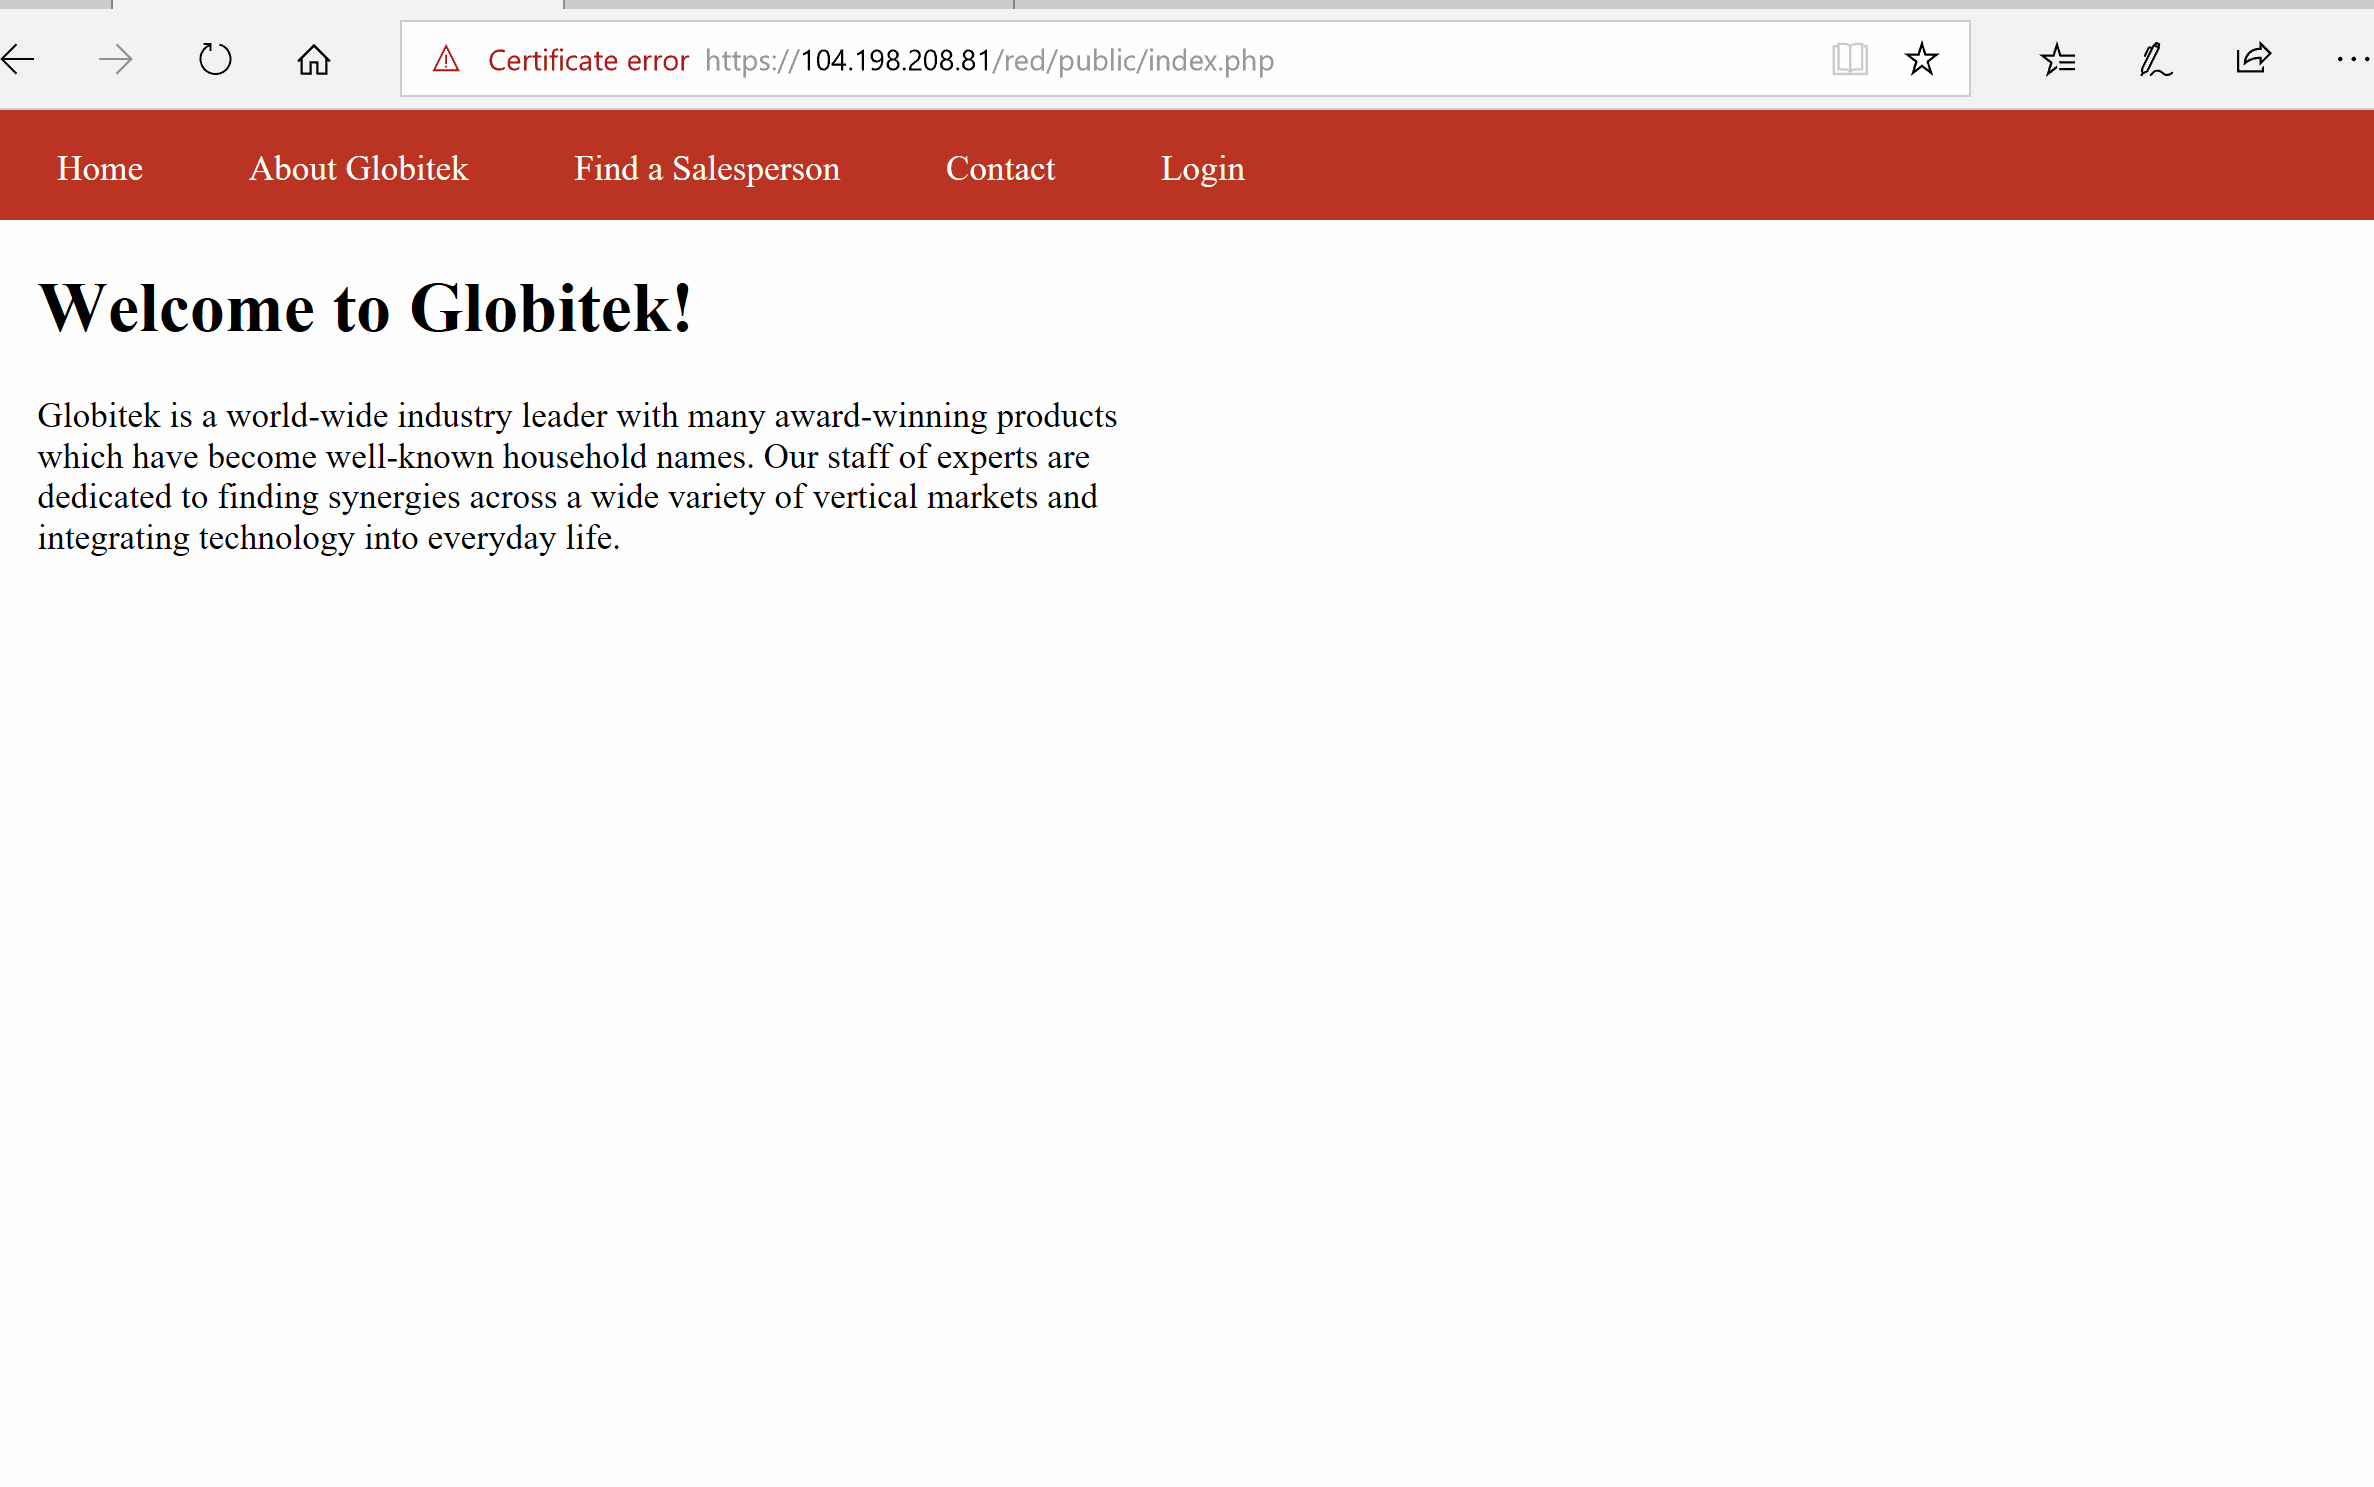 Certificate error https://104.198.208.81/red/public/index.php
Home About Globitek Find a Salesperson Contact Login
Welcome to Globitek!
Globitek is a world-wide industry leader with many award-winning products
which have become well-known household names. Our staff of experts are
dedicated to finding synergies across a wide variety of vertical markets and
integrating technology into everyday life.